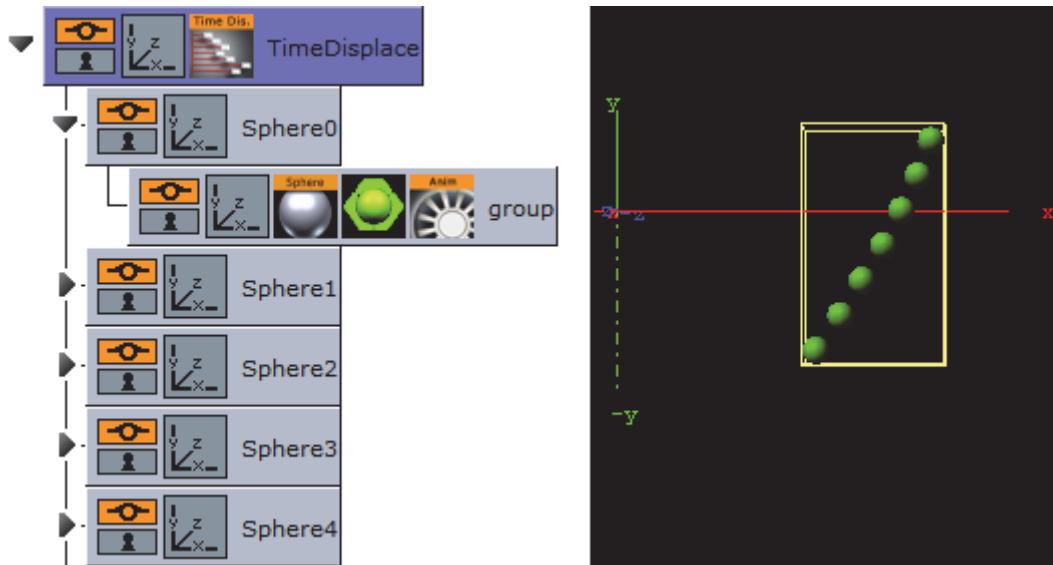 Time Dis.
y z
x
TimeDisplace
y z
x
Sphere0
y z
x
Sphere
Anim
group
y z
x
Sphere1
y z
x
Sphere2
y z
x
Sphere3
y z
x
Sphere4
y
x
-z
-y